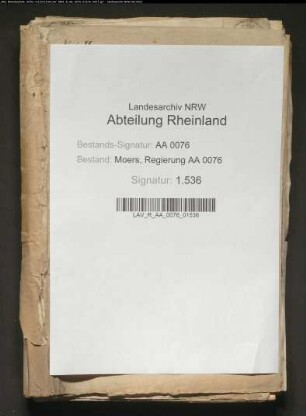 Landesarchiv NRW
Abteilung Rheinland
Bestands-Signatur: AA 0076
Bestand: Moers, Regierung AA 0076
Signatur: 1.536
LAV_R_AA_0076_01536